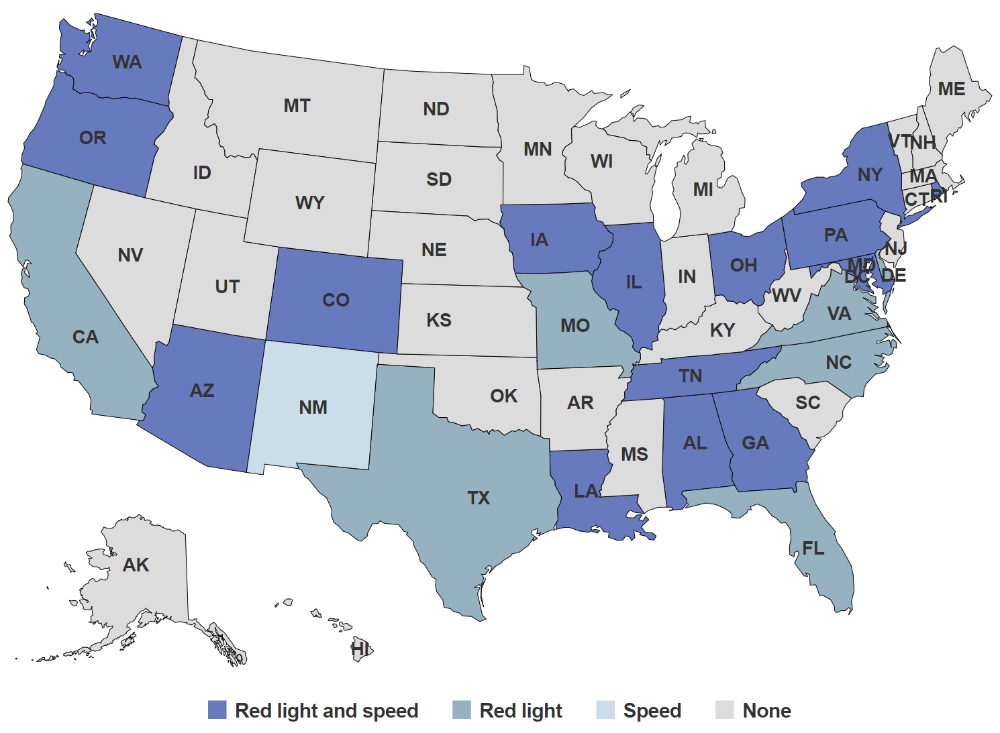 WA
MT
ND
ME
OR
MN
VT
NH
ID
SD
WI
NY
MA
WY
MI
CT
RI
NV
NE
IA
PA
NJ
UT
CO
IL
IN
OH
MD
DC
DE
CA
KS
MO
KY
WV
VA
AZ
NM
OK
AR
TN
NC
SC
TX
LA
MS
AL
GA
FL
AK
HI
Red light and speed Red light Speed None